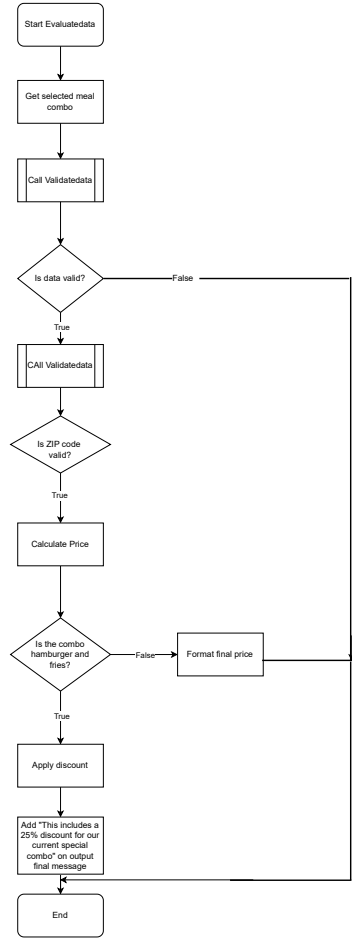 Start Evaluatedata
Get selected meal
combo
Call Validatedata
Is data valid?
False
True
CAll Validatedata
Is ZIP code
valid?
True
Calculate Price
Is the combo
hamburger and
fries?
False
Format final price
True
Apply discount
Add "This includes a
25% discount for our
current special
combo" on output
final message
End